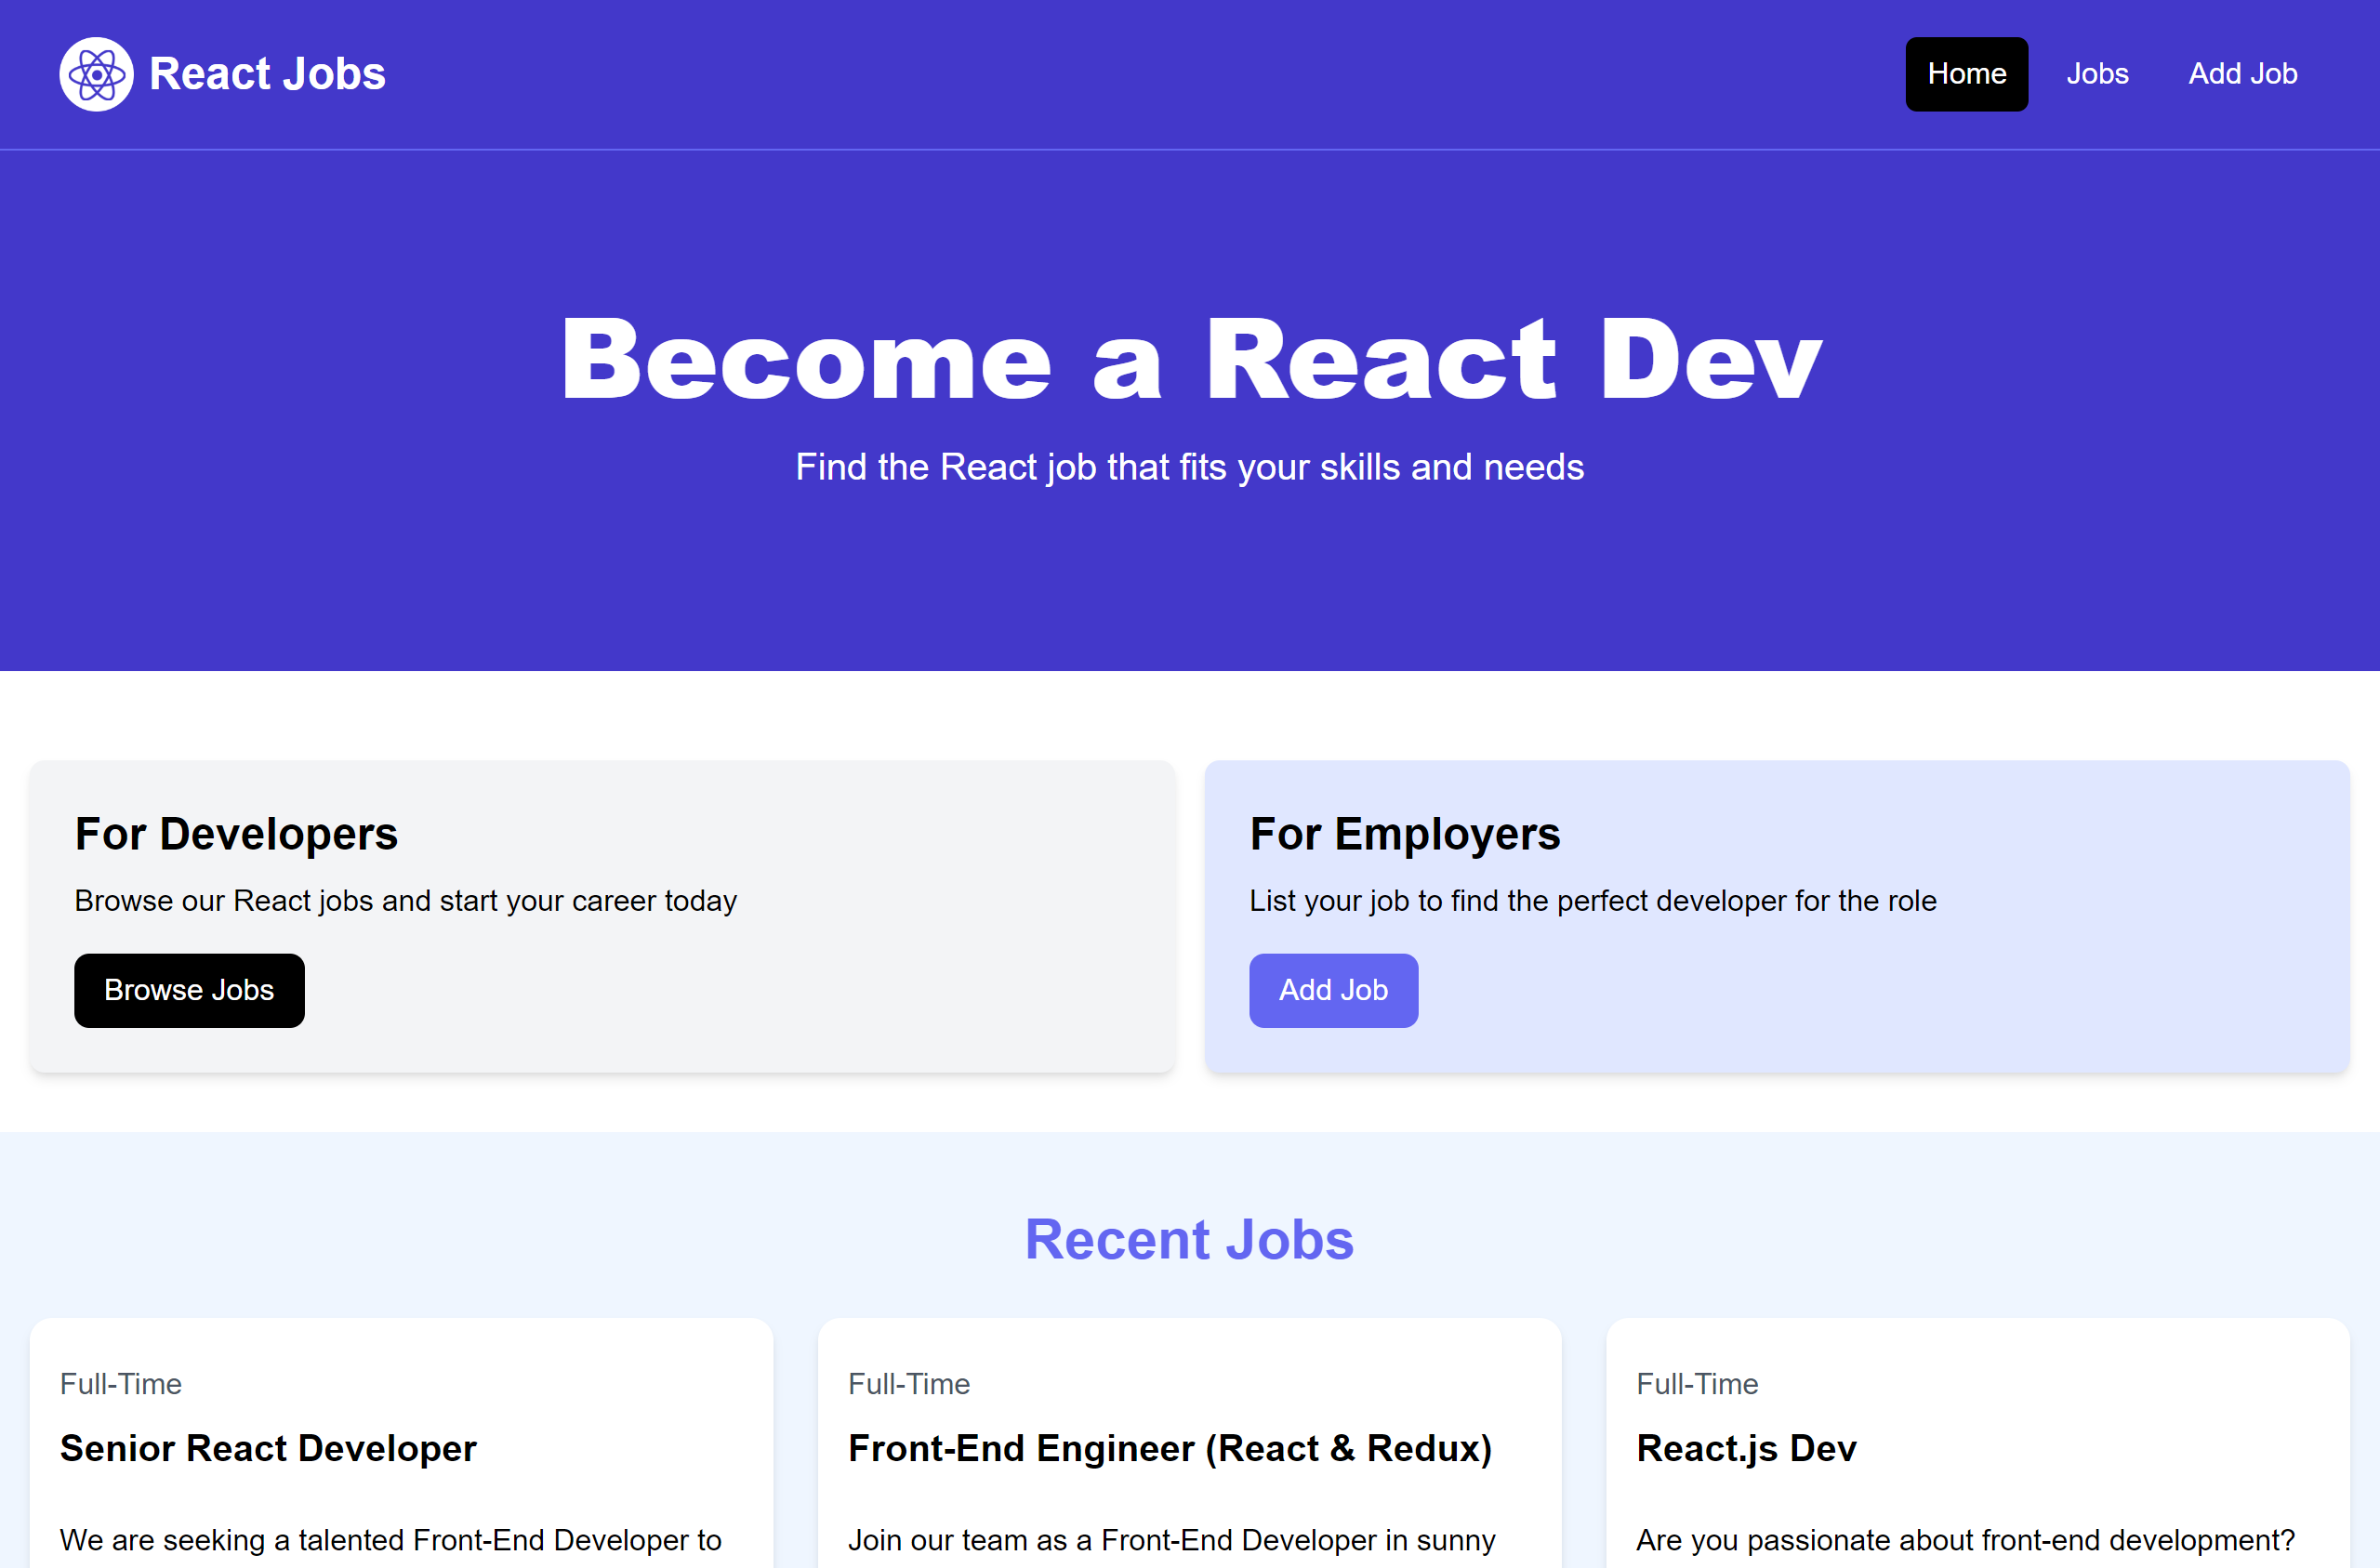 React Jobs
Home
Jobs
Add Job
Become a React Dev
Find the React job that fits your skills and needs
For Developers
Browse our React jobs and start your career today
Browse Jobs
For Employers
List your job to find the perfect developer for the role
Add Job
Recent Jobs
Full-Time
Senior React Developer
We are seeking a talented Front-End Developer to
Full-Time
Front-End Engineer (React & Redux)
Join our team as a Front-End Developer in sunny
Full-Time
React.js Dev
Are you passionate about front-end development?